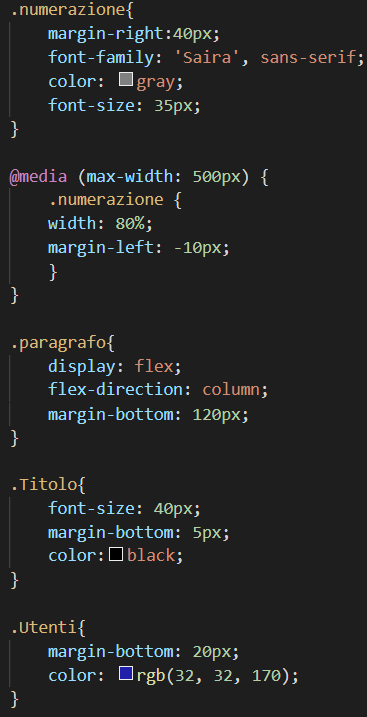 .numerazione{
margin-right:40px;
font-family: 'Saira', sans-serif;
color: gray;
font-size: 35px;
}
@media (max-width: 500px) {
.numerazione {
width: 80%;
margin-left: -10px;
}
}
.paragrafo{
display: flex;
flex-direction: column;
margin-bottom: 120px;
}
.Titolo{
font-size: 40px;
margin-bottom: 5px;
color:black;
}
.Utenti{
margin-bottom: 20px;
color: rgb(32, 32, 170);
}